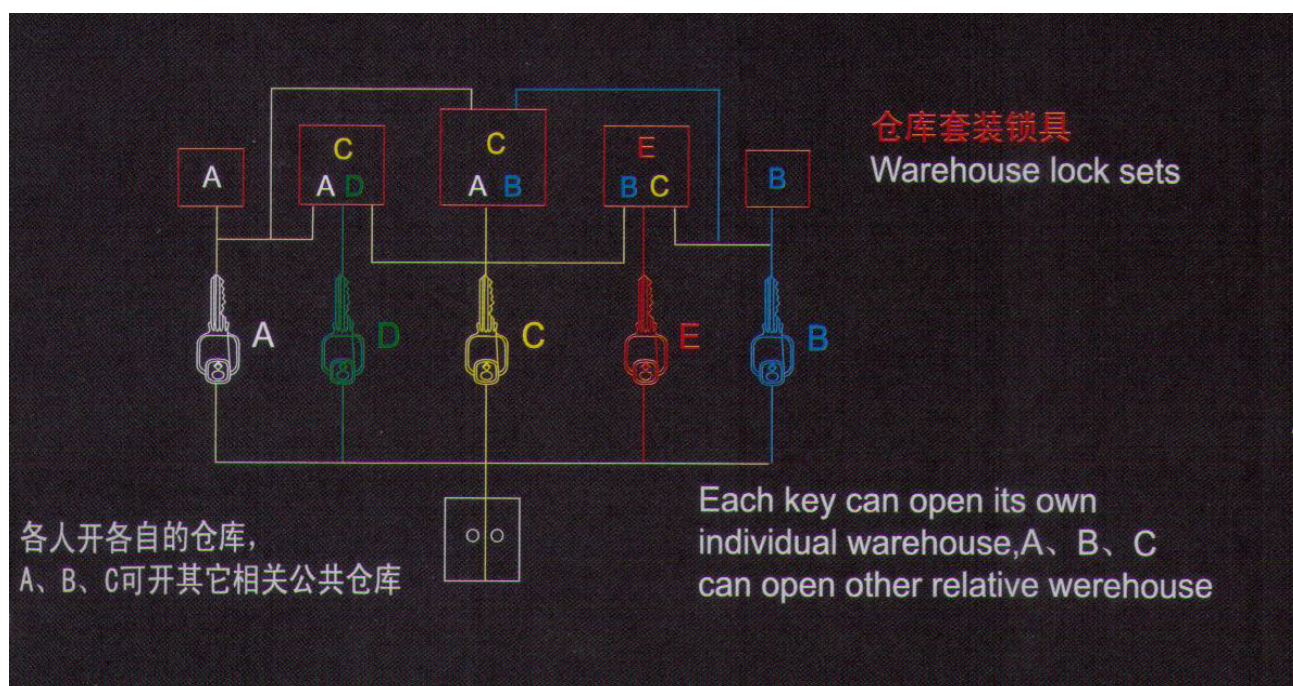 仓库套装锁具
Warehouse lock sets
A
C
A D
C
A B
E
B C
B
A
D
C
E
B
各人开各自的仓库，
A、B、C可开其它相关公共仓库
Each key can open its own
individual warehouse,A、B、C
can open other relative werehouse